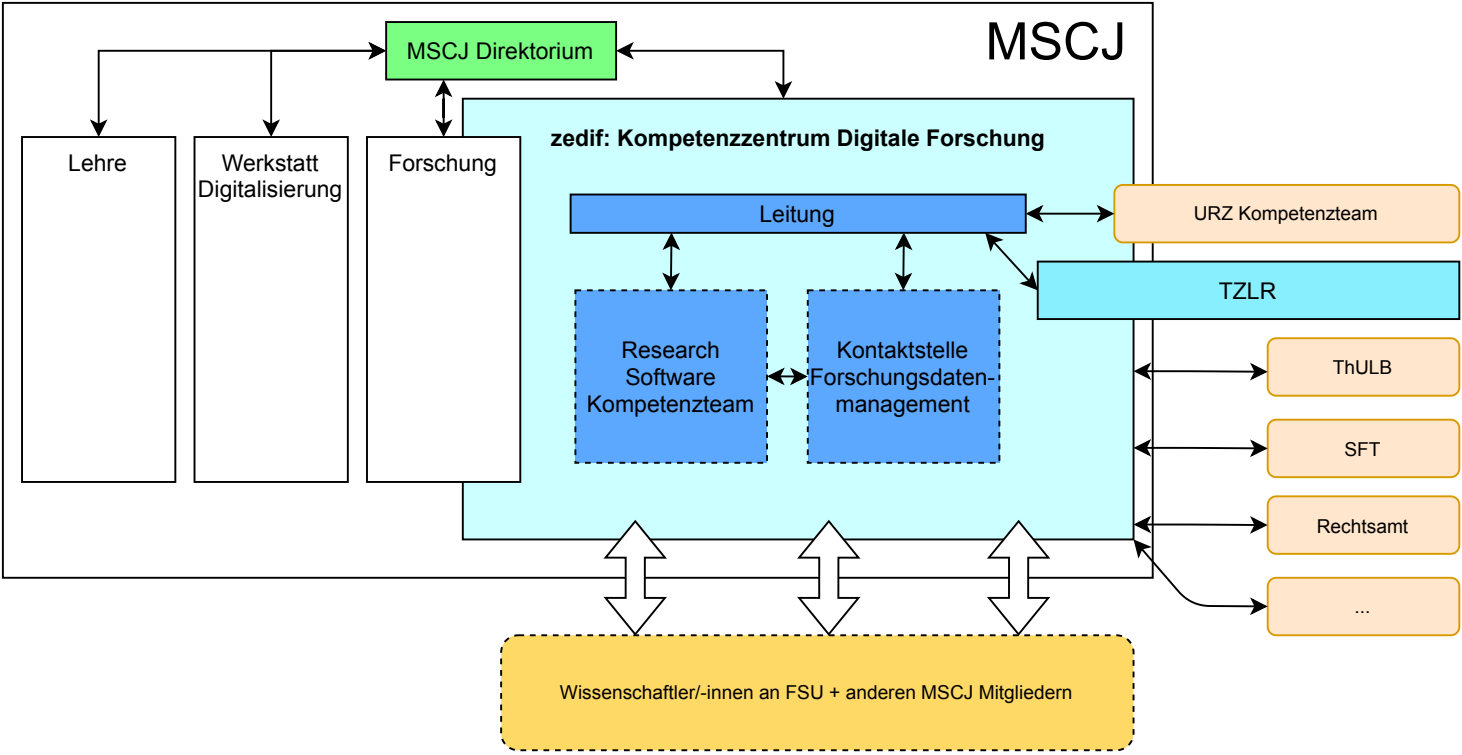 MSCJ
MSCJ Direktorium
Lehre
Werkstatt
Digitalisierung
Forschung
zedif: Kompetenzzentrum Digitale Forschung
Leitung
URZ Kompetenzteam
TZLR
Research
Software
Kompetenzteam
Kontaktstelle
Forschungsdaten-
management
ThULB
SFT
Rechtsamt
...
Wissenschaftler/-innen an FSU + anderen MSCJ Mitgliedern